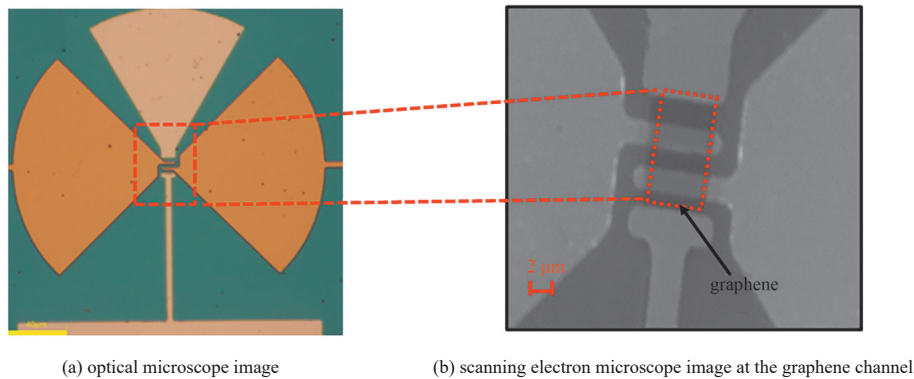 2 μm
graphene
(a) optical microscope image
(b) scanning electron microscope image at the graphene channel